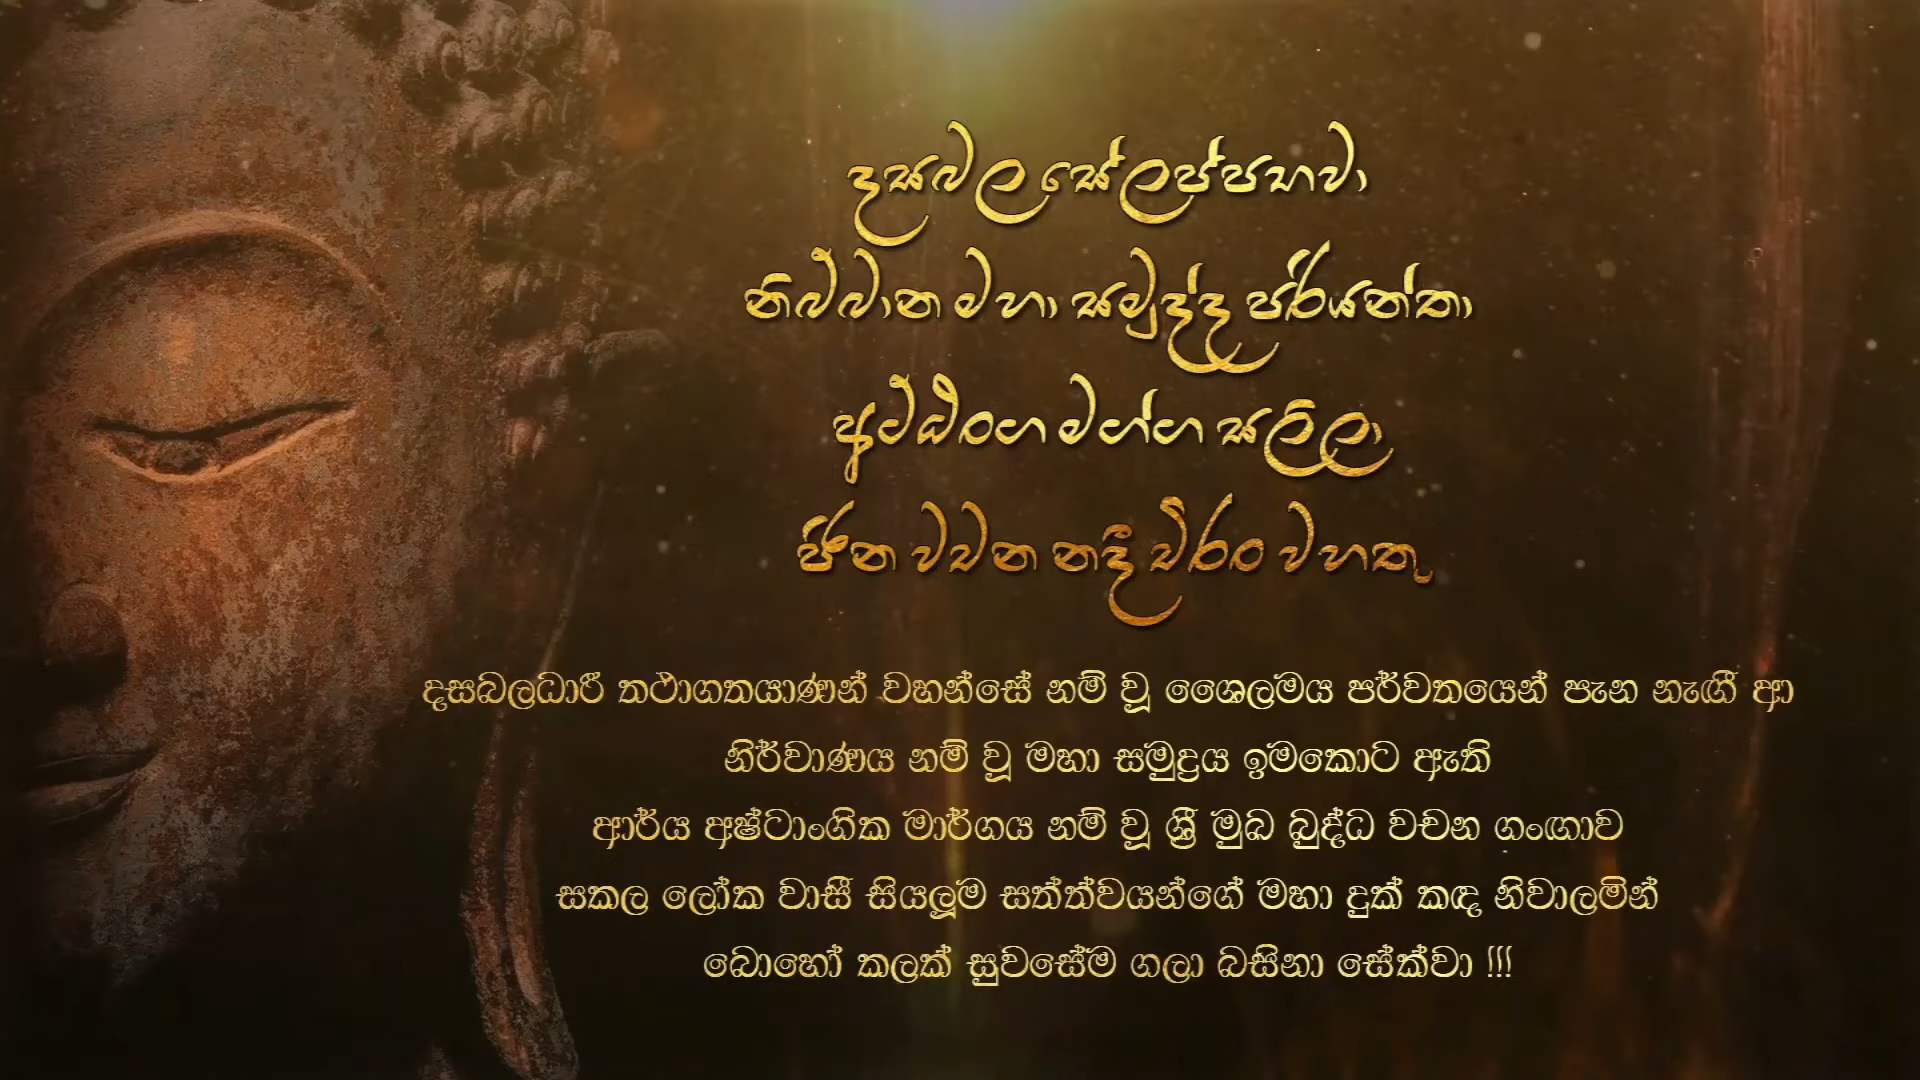 දසබල සේලප්පභවා
නිබ්බාන මහා සමුද්ද පරියන්තා
අට්ඨංග මග්ග සලිලා
ජින වචන නදී චිරං වහතු
දසබලධාරී තථාගතයාණන් වහන්සේ නම් වූ ශෛලමය පර්වතයෙන් පැන නැඟී ආ
නිර්වාණය නම් වූ මහා සමුද්‍රය ඉමකොට ඇති
ආර්ය අෂ්ටාංගික මාර්ගය නම් වූ ශ්‍රී මුඛ බුද්ධ වචන ගංඟාව
සකල ලෝක වාසී සියලූම සත්ත්වයන්ගේ මහා දුක් කඳ නිවාලමින්
බොහෝ කලක් සුවසේම ගලා බසිනා සේක්වා !!!